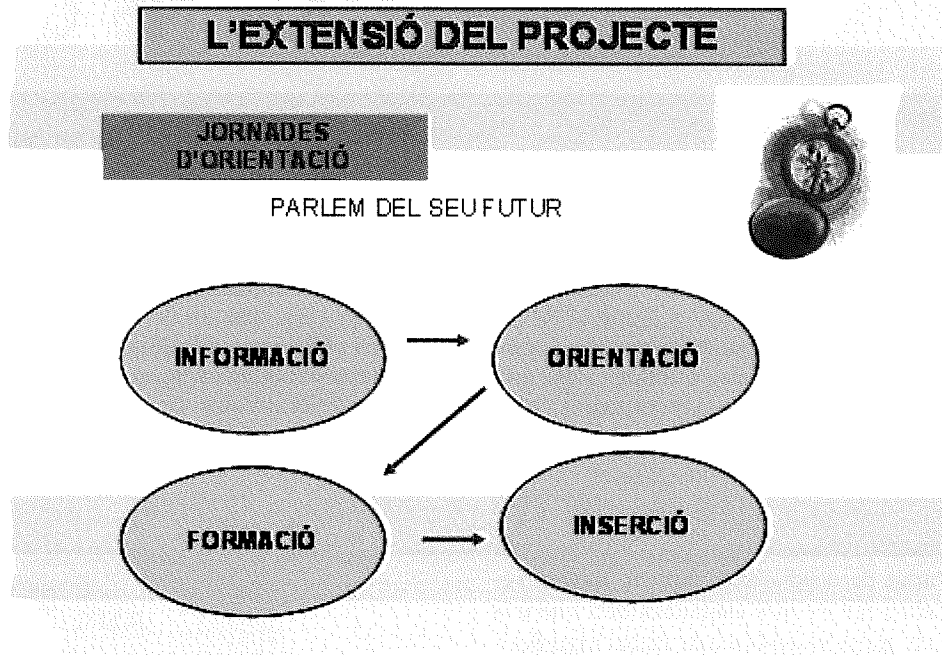 L'EXTENSIÓ DEL PROJECTE
JORNADES
D'ORIENTACIÓ
PARLEM DEL SEU FUTUR
INFORMACIÓ
ORIENTACIÓ
FORMACIÓ
INSERCIÓ